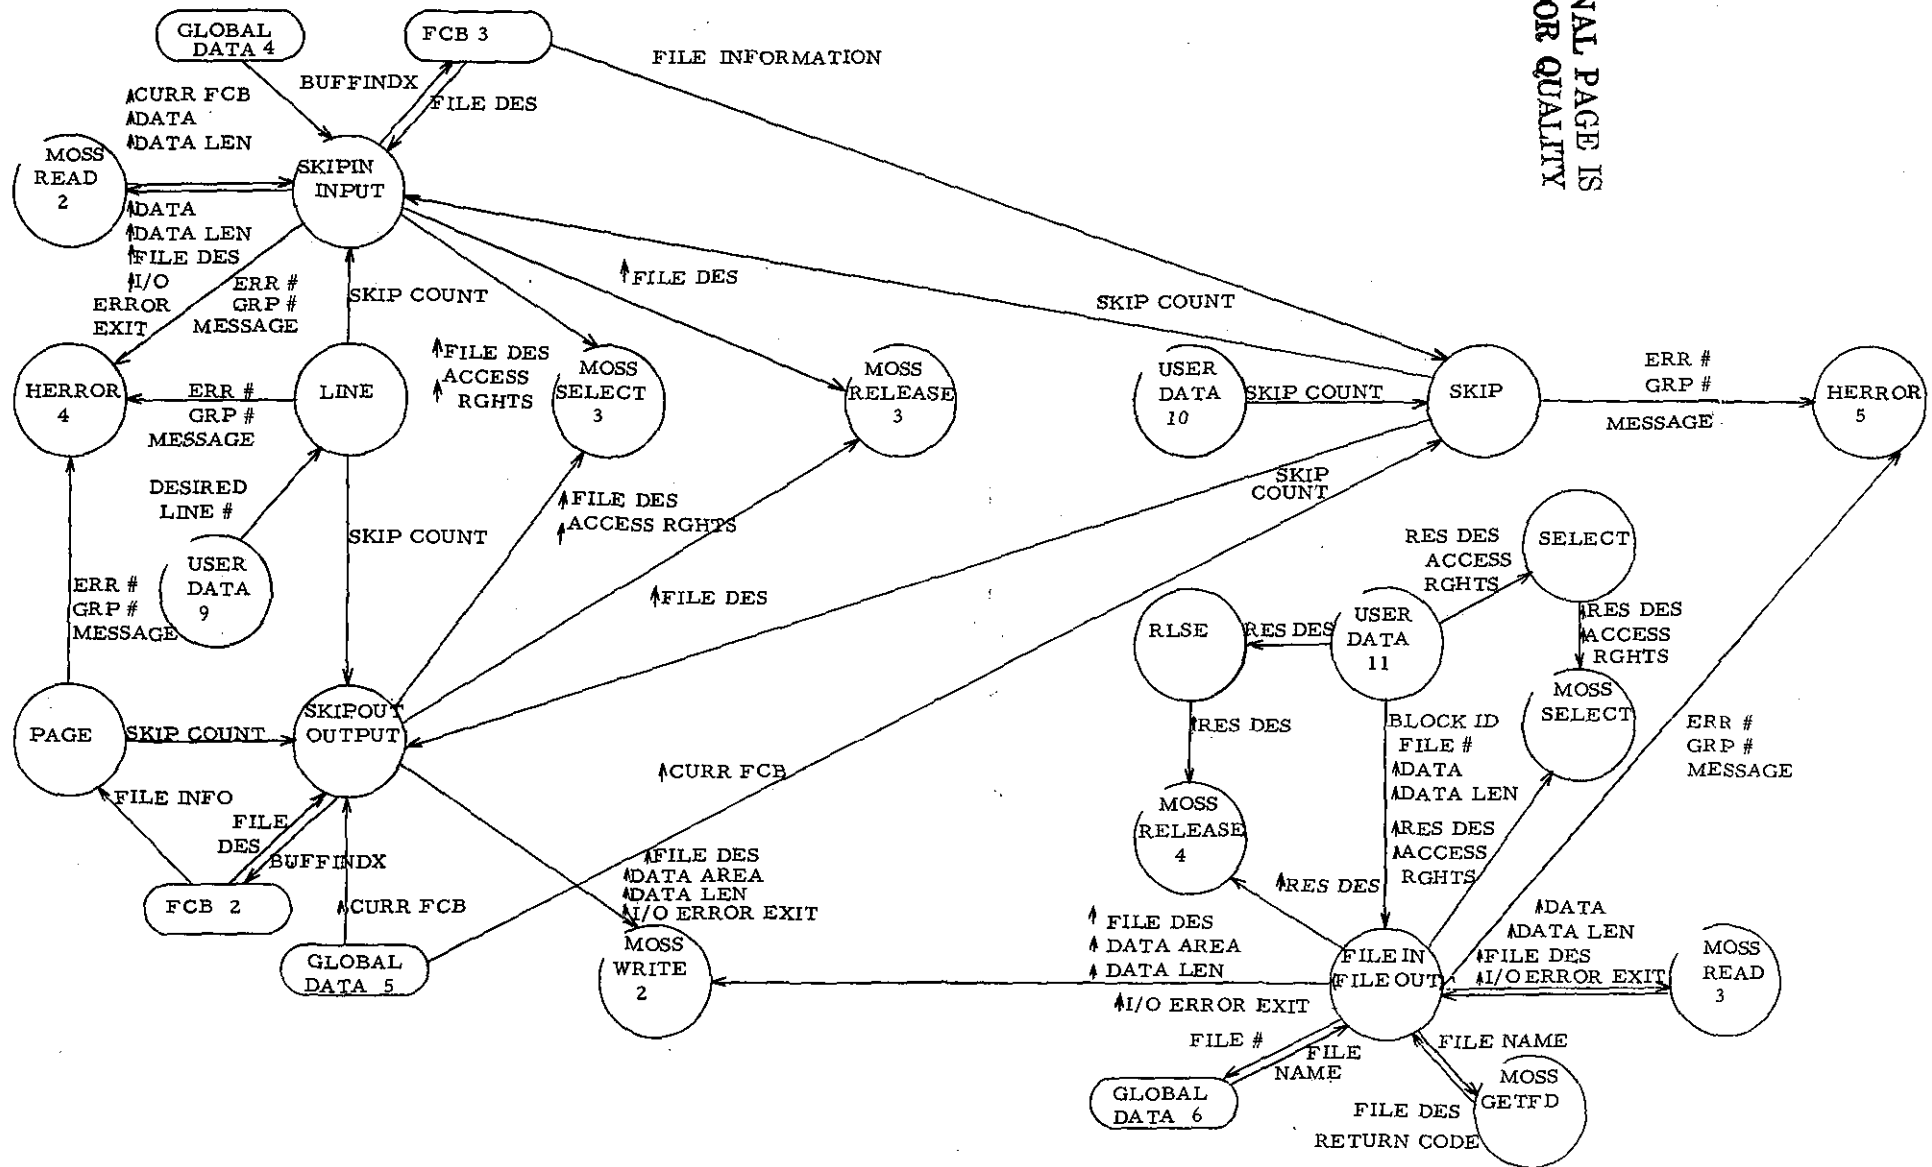 GLOBAL
DATA 4
FCB 3
FILE INFORMATION
BUFFINDX
FILE DES
↑CURR FCB
↑DATA
↑DATA LEN
MOSS
READ
2
SKIPIN
INPUT
↑DATA
↑DATA LEN
↑FILE DES
↑I/O
ERROR
EXIT
ERR #
GRP #
MESSAGE
SKIP COUNT
↑FILE DES
SKIP COUNT
NAL PAGE IS
OR QUALITY
HERROR
4
ERR #
GRP #
MESSAGE
LINE
↑FILE DES
ACCESS
↑ RGHTS
MOSS
SELECT
3
MOSS
RELEASE
3
USER
DATA
10
SKIP COUNT
SKIP
ERR #
GRP #
MESSAGE
HERROR
5
DESIRED
LINE #
USER
DATA
9
SKIP COUNT
↑FILE DES
↑ACCESS RGHTS
SKIP
COUNT
ERR #
GRP #
MESSAGE
↑FILE DES
RES DES
ACCESS
RGHTS
SELECT
RLSE
RES DES
USER
DATA
11
↑RES DES
↑ACCESS
RGHTS
MOSS
SELECT
PAGE
SKIP COUNT
SKIPOUT
OUTPUT
↑CURR FCB
↑RES DES
BLOCK ID
FILE #
↑DATA
↑DATA LEN
↑RES DES
↑ACCESS
RGHTS
ERR #
GRP #
MESSAGE
FILE INFO
FILE
DES
BUFFINDX
MOSS
RELEASE
4
FCB 2
↑CURR FCB
↑FILE DES
↑DATA AREA
↑DATA LEN
↑I/O ERROR EXIT
↑RES DES
GLOBAL
DATA 5
MOSS
WRITE
2
↑ FILE DES
↑ DATA AREA
↑ DATA LEN
↑I/O ERROR EXIT
FILE IN
FILE OUT
↑DATA
↑DATA LEN
↑FILE DES
↑I/O ERROR EXIT
MOSS
READ
3
FILE #
FILE
NAME
FILE NAME
GLOBAL
DATA 6
MOSS
GETFD
FILE DES
RETURN CODE